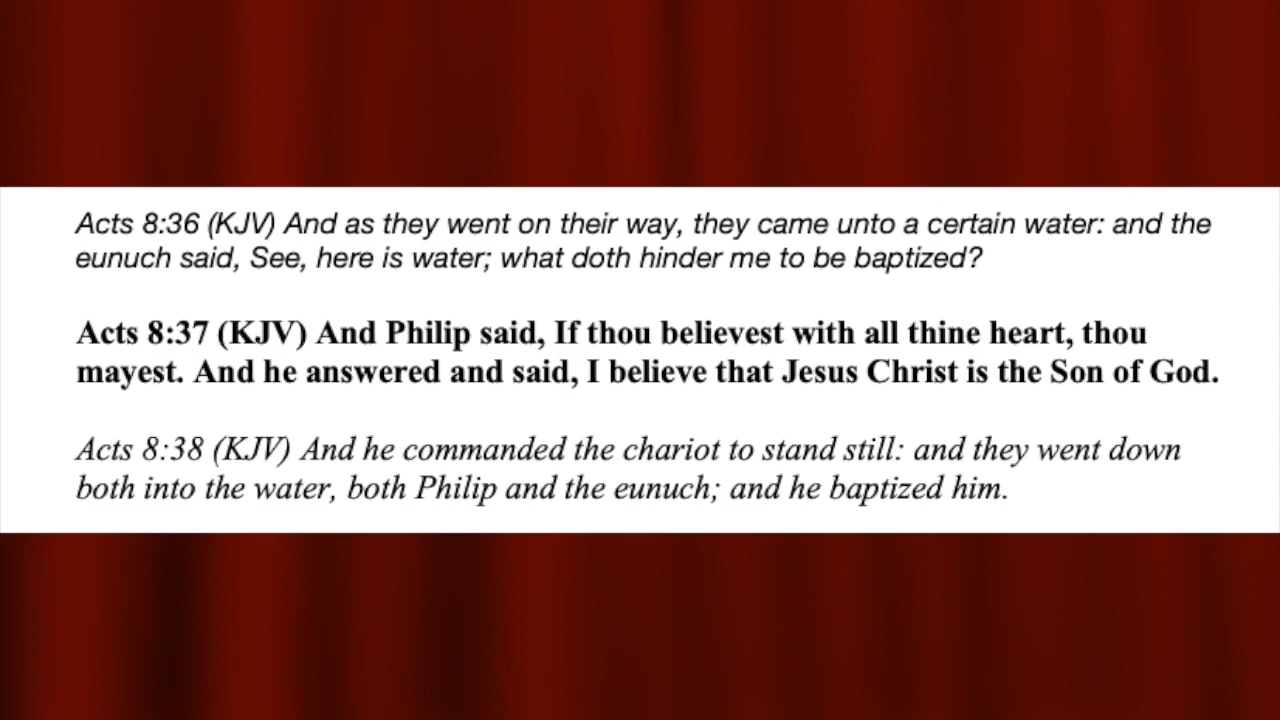 Acts 8:36 (KJV) And as they went on their way, they came unto a certain water: and the
eunuch said, See, here is water; what doth hinder me to be baptized?
Acts 8:37 (KJV) And Philip said, If thou believest with all thine heart, thou
mayest. And he answered and said, I believe that Jesus Christ is the Son of God.
Acts 8:38 (KJV) And he commanded the chariot to stand still: and they went down
both into the water, both Philip and the eunuch; and he baptized him.